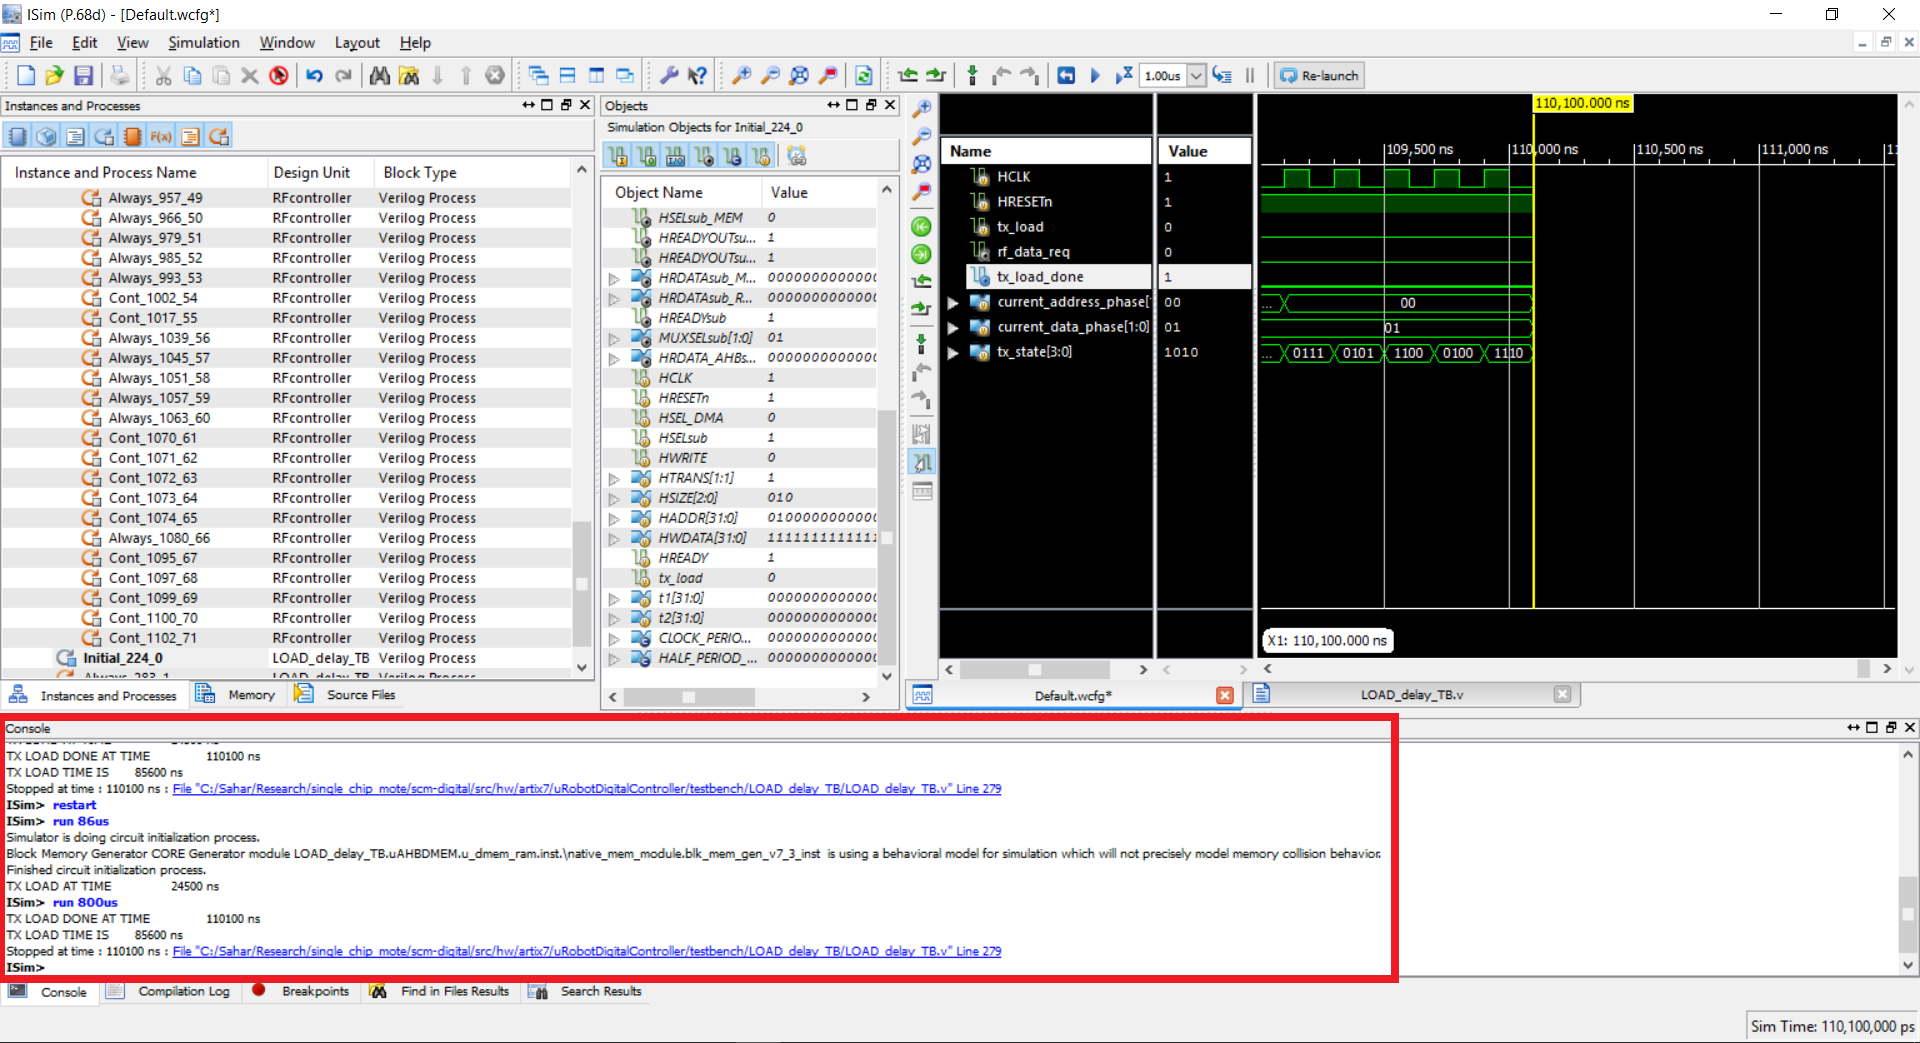 ISim (P.68d) - [Default.wcfg*]
File Edit View Simulation Window Layout Help
1.00us Re-launch
Instances and Processes
Instance and Process Name Design Unit Block Type
Always_957_49 RFcontroller Verilog Process
Always_966_50 RFcontroller Verilog Process
Always_979_51 RFcontroller Verilog Process
Always_985_52 RFcontroller Verilog Process
Always_993_53 RFcontroller Verilog Process
Cont_1002_54 RFcontroller Verilog Process
Cont_1017_55 RFcontroller Verilog Process
Always_1039_56 RFcontroller Verilog Process
Always_1045_57 RFcontroller Verilog Process
Always_1051_58 RFcontroller Verilog Process
Always_1057_59 RFcontroller Verilog Process
Always_1063_60 RFcontroller Verilog Process
Cont_1070_61 RFcontroller Verilog Process
Cont_1071_62 RFcontroller Verilog Process
Cont_1072_63 RFcontroller Verilog Process
Cont_1073_64 RFcontroller Verilog Process
Cont_1074_65 RFcontroller Verilog Process
Always_1080_66 RFcontroller Verilog Process
Cont_1095_67 RFcontroller Verilog Process
Cont_1097_68 RFcontroller Verilog Process
Cont_1099_69 RFcontroller Verilog Process
Cont_1100_70 RFcontroller Verilog Process
Cont_1102_71 RFcontroller Verilog Process
Initial_224_0 LOAD_delay_TB Verilog Process
Always_283_1 LOAD_delay_TB Verilog Process
Instances and Processes Memory Source Files
Objects
Simulation Objects for Initial_224_0
Object Name Value
HSELsub_MEM 0
HREADYOUTsu... 1
HREADYOUTsu... 1
HRDATAsub_M... 0000000000000
HRDATAsub_R... 0000000000000
HREADYsub 1
MUXSELsub[1:0] 01
HRDATA_AHBs... 0000000000000
HCLK 1
HRESETn 1
HSEL_DMA 0
HSELsub 1
HWRITE 0
HTRANS[1:1] 1
HSIZE[2:0] 010
HADDR[31:0] 0100000000000
HWDATA[31:0] 1111111111111
HREADY 1
tx_load 0
t1[31:0] 0000000000000
t2[31:0] 0000000000000
CLOCK_PERIO... 0000000000000
HALF_PERIOD_... 0000000000000
110,100.000 ns
Name Value
109,500 ns 110,000 ns 110,500 ns 111,000 ns
HCLK 1
HRESETn 1
tx_load 0
rf_data_req 0
tx_load_done 1
current_address_phase[ 00 ... 00
current_data_phase[1:0] 01 01
tx_state[3:0] 1010 ... 0111 0101 1100 0100 1110
X1: 110,100.000 ns
Default.wcfg* LOAD_delay_TB.v
Console
TX LOAD DONE AT TIME 110100 ns
TX LOAD TIME IS 85600 ns
Stopped at time : 110100 ns : File "C:/Sahar/Research/single_chip_mote/scm-digital/src/hw/artix7/uRobotDigitalController/testbench/LOAD_delay_TB/LOAD_delay_TB.v" Line 279
ISim> restart
ISim> run 86us
Simulator is doing circuit initialization process.
Block Memory Generator CORE Generator module LOAD_delay_TB.uAHBDMEM.u_dmem_ram.inst.\native_mem_module.blk_mem_gen_v7_3_inst is using a behavioral model for simulation which will not precisely model memory collision behavior.
Finished circuit initialization process.
TX LOAD AT TIME 24500 ns
ISim> run 800us
TX LOAD DONE AT TIME 110100 ns
TX LOAD TIME IS 85600 ns
Stopped at time : 110100 ns : File "C:/Sahar/Research/single_chip_mote/scm-digital/src/hw/artix7/uRobotDigitalController/testbench/LOAD_delay_TB/LOAD_delay_TB.v" Line 279
ISim>
Console Compilation Log Breakpoints Find in Files Results Search Results
Sim Time: 110,100,000 ps